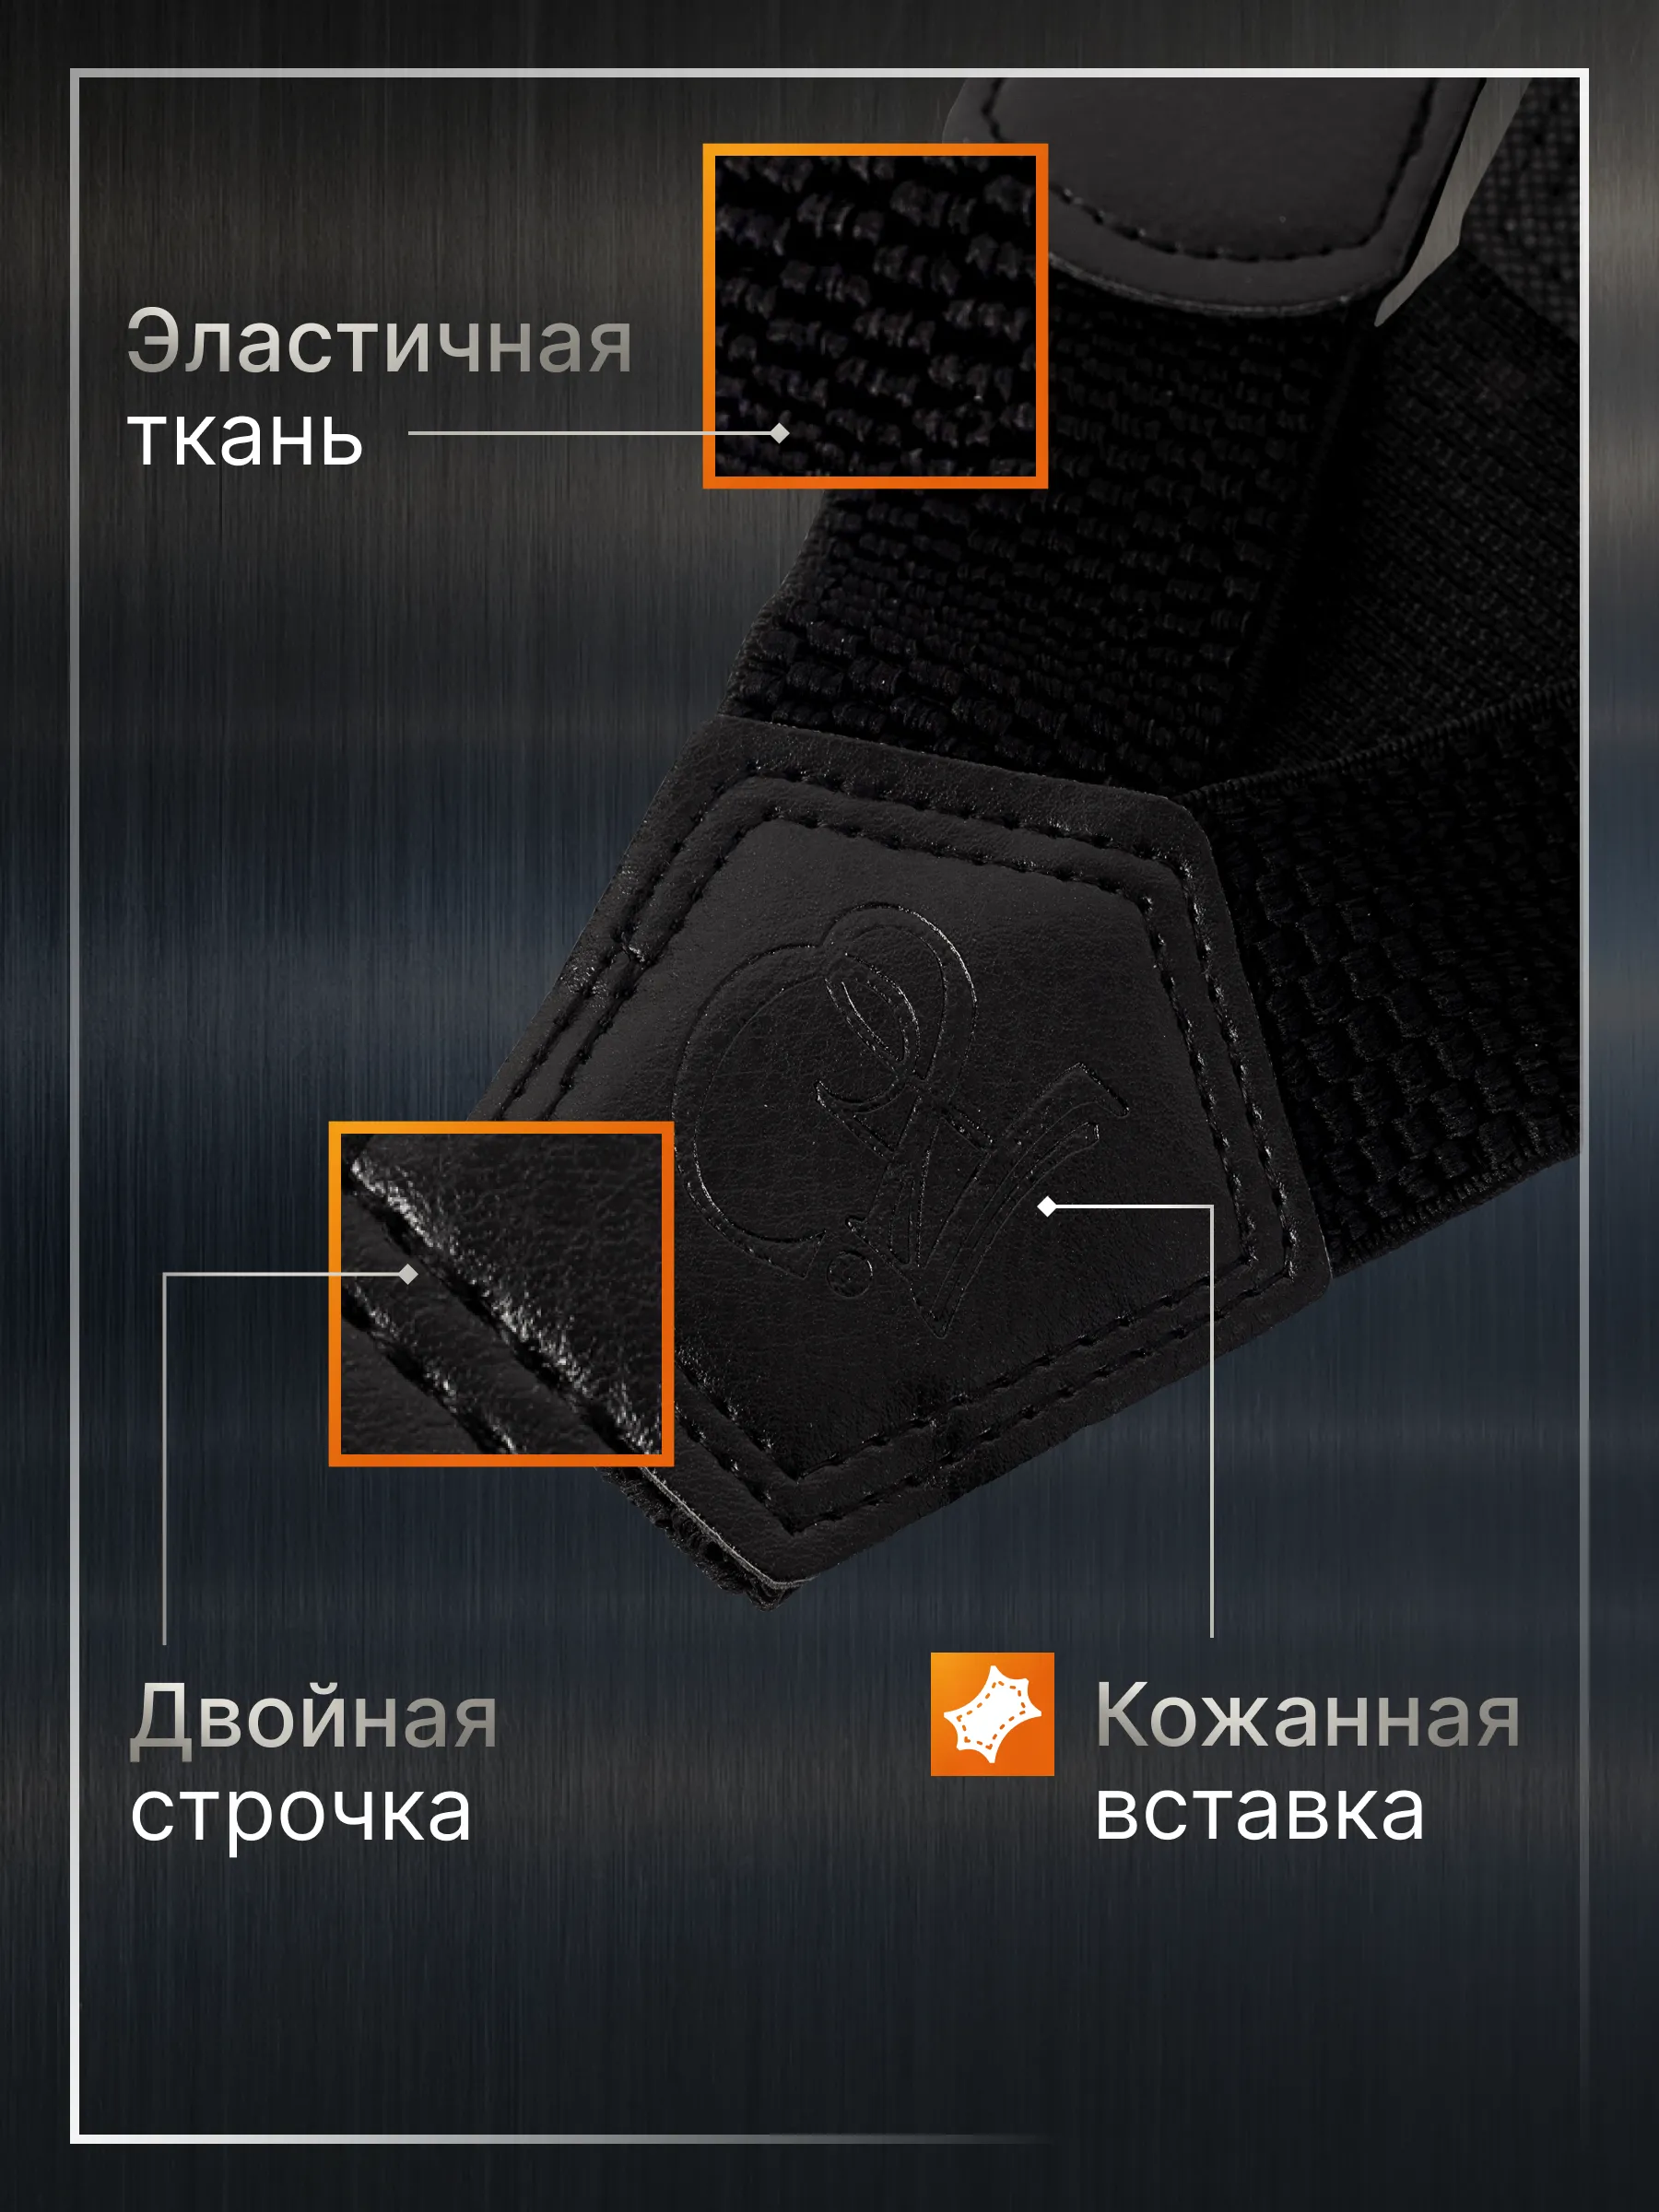 Эластичная
ткань
Двойная
строчка
Кожанная
вставка